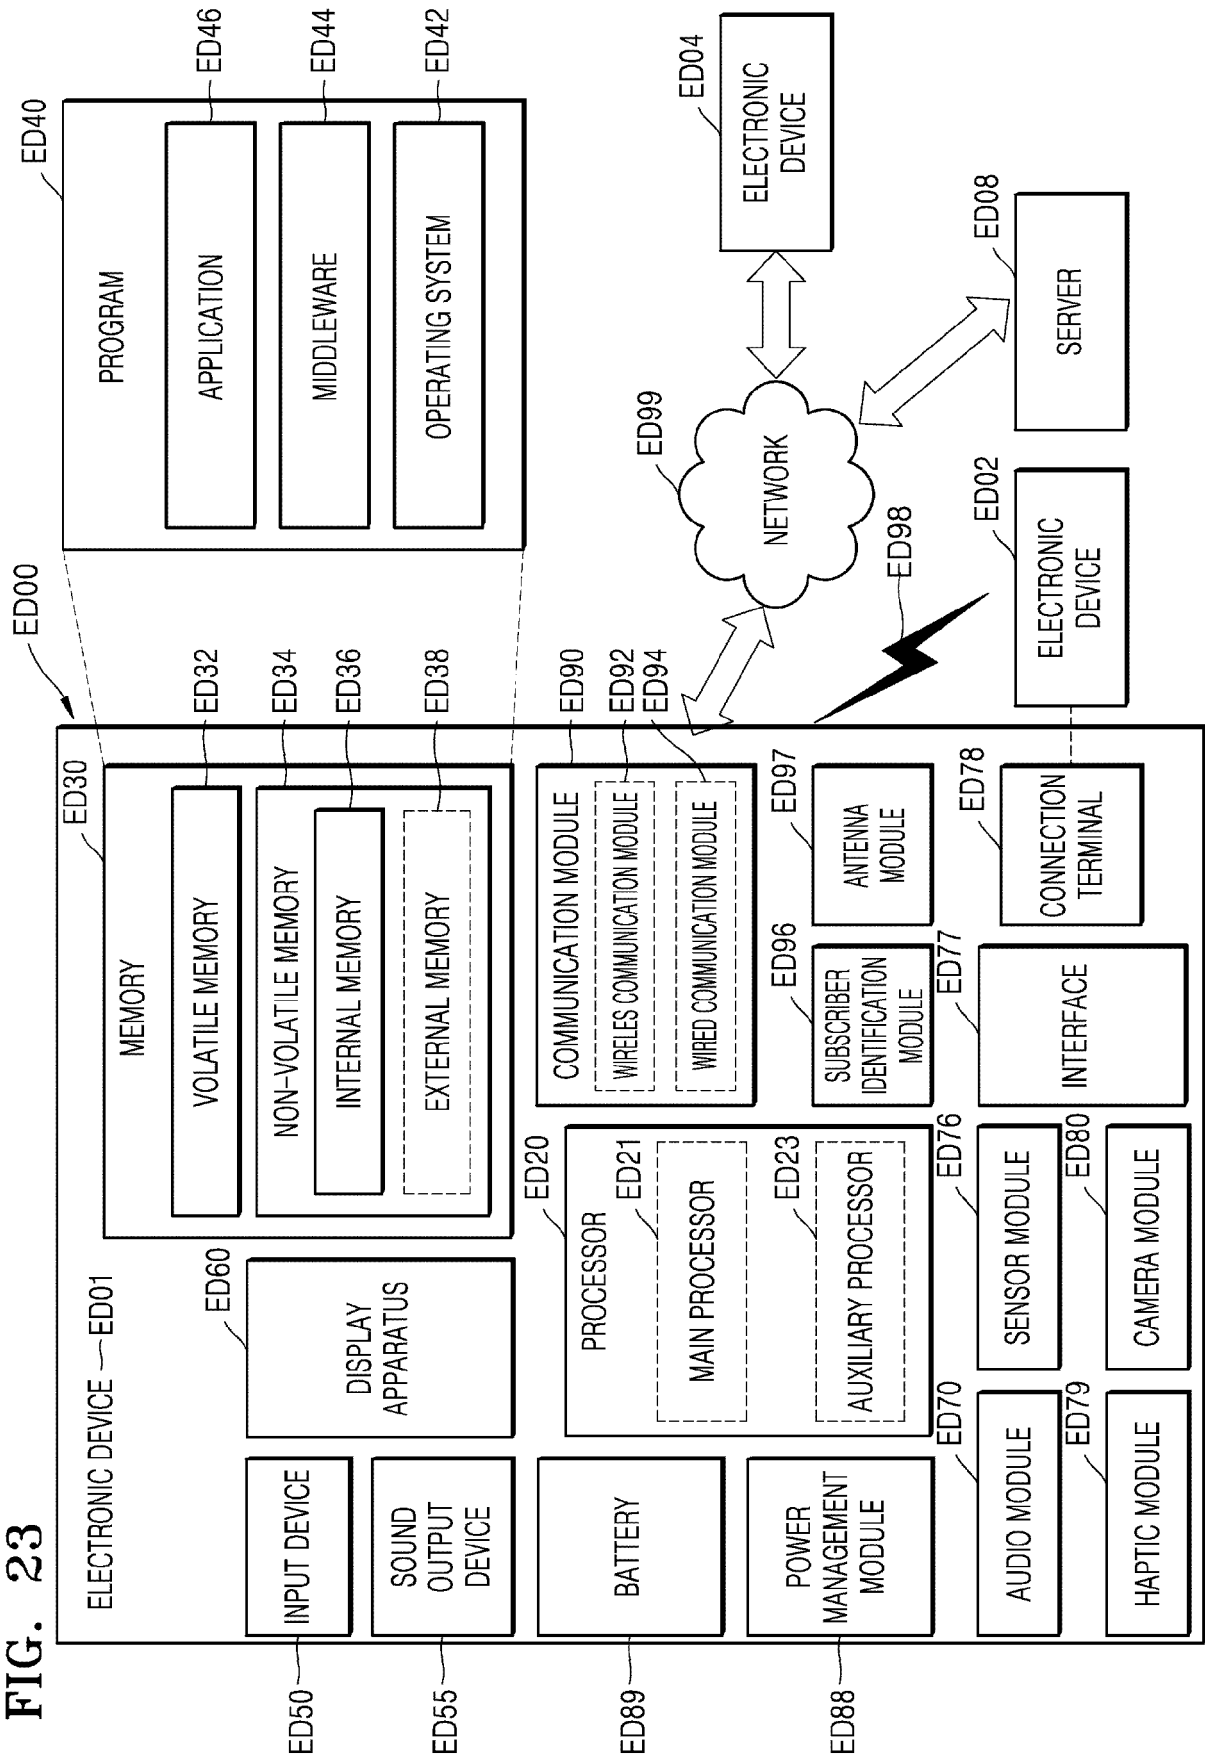 FIG. 23
ED00
ELECTRONIC DEVICE
ED01
ED50
INPUT DEVICE
ED55
SOUND
OUTPUT
DEVICE
ED60
DISPLAY
APPARATUS
ED30
MEMORY
VOLATILE MEMORY
ED32
NON-VOLATILE MEMORY
ED34
INTERNAL MEMORY
ED36
EXTERNAL MEMORY
ED38
ED40
PROGRAM
APPLICATION
ED46
MIDDLEWARE
ED44
OPERATING SYSTEM
ED42
ED89
BATTERY
ED88
POWER
MANAGEMENT
MODULE
ED20
PROCESSOR
ED21
MAIN PROCESSOR
ED23
AUXILIARY PROCESSOR
ED90
COMMUNICATION MODULE
WIRELES COMMUNICATION MODULE
ED92
WIRED COMMUNICATION MODULE
ED94
ED96
SUBSCRIBER
IDENTIFICATION
MODULE
ED97
ANTENNA
MODULE
ED70
AUDIO MODULE
ED76
SENSOR MODULE
ED77
INTERFACE
ED78
CONNECTION
TERMINAL
ED79
HAPTIC MODULE
ED80
CAMERA MODULE
ED99
NETWORK
ED98
ED04
ELECTRONIC
DEVICE
ED08
SERVER
ED02
ELECTRONIC
DEVICE